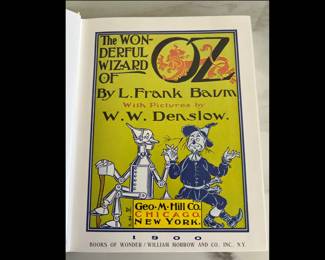 The Won-
derful
Wizard
of OZ
By L. Frank Baum
With Pictures by
W. W. Denslow.
Geo. M. Hill Co.
Chicago.
New York.
1900
BOOKS OF WONDER / WILLIAM MORROW AND CO. INC. N.Y.